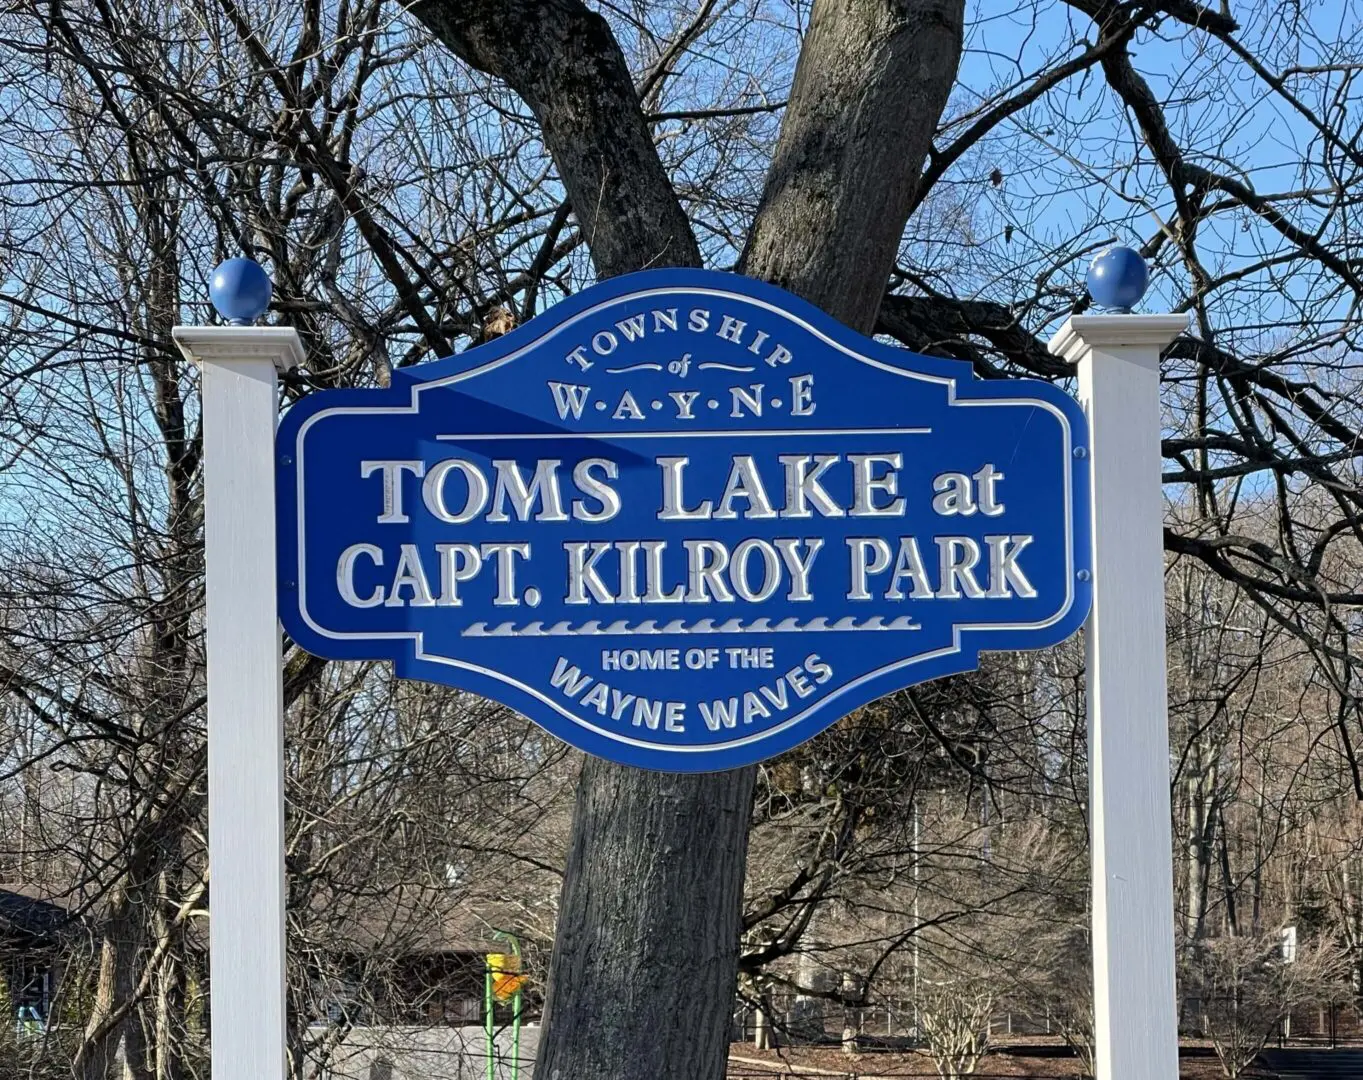 TOWNSHIP
of
W·A·Y·N·E
TOMS LAKE at
CAPT. KILROY PARK
HOME OF THE
WAYNE WAVES